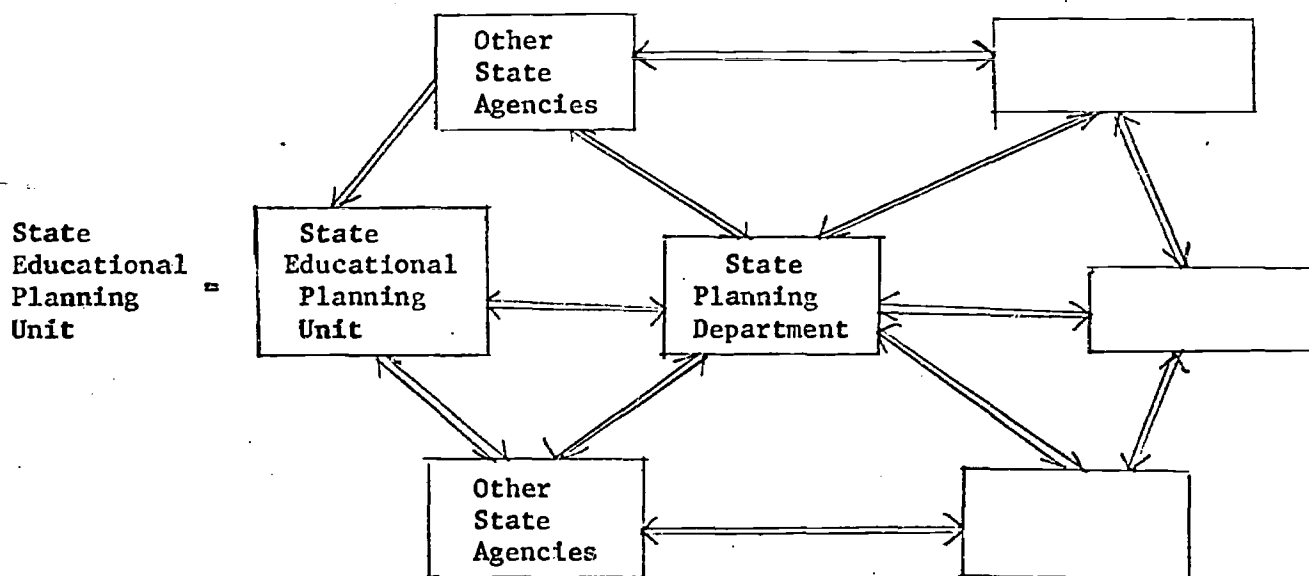 Other
State
Agencies
State
Educational
Planning
Unit
=
State
Educational
Planning
Unit
State
Planning
Department
Other
State
Agencies